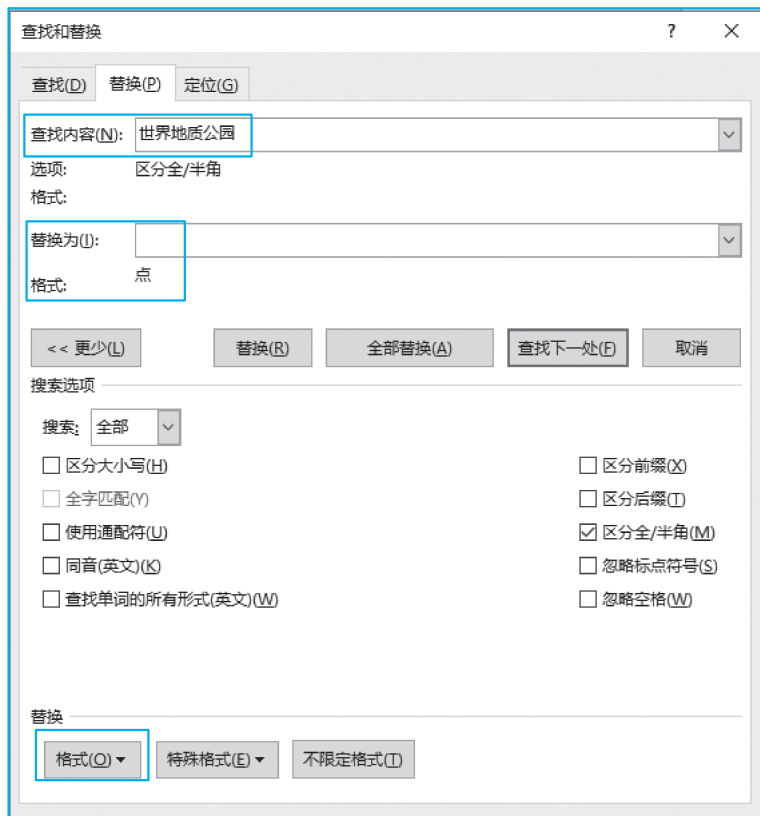 查找和替换 ? ×
查找(D) 替换(P) 定位(G)
查找内容(N): 世界地质公园
选项: 区分全/半角
格式:
替换为(I):
格式: 点
<< 更少(L) 替换(R) 全部替换(A) 查找下一处(F) 取消
搜索选项
搜索: 全部
区分大小写(H) 区分前缀(X)
全字匹配(Y) 区分后缀(T)
使用通配符(U) 区分全/半角(M)
同音(英文)(K) 忽略标点符号(S)
查找单词的所有形式(英文)(W) 忽略空格(W)
替换
格式(O) 特殊格式(E) 不限定格式(T)